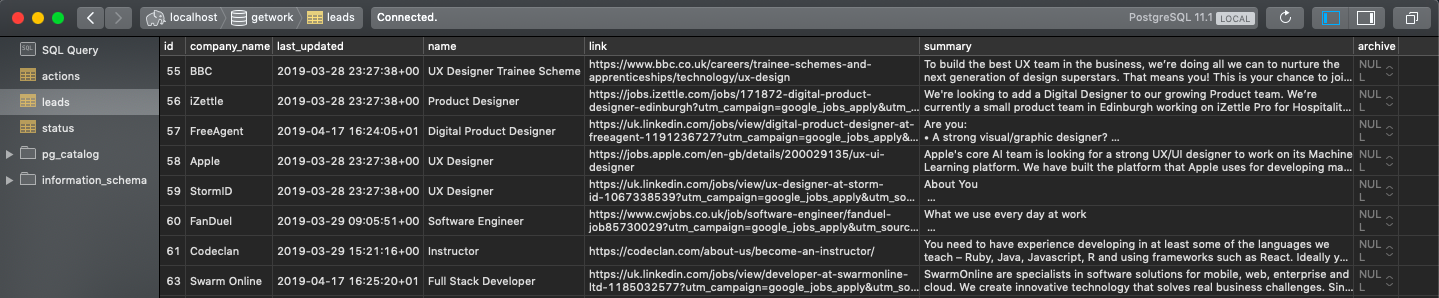 localhost getwork leads Connected. PostgreSQL 11.1 LOCAL
SQL SQL Query
actions
leads
status
pg_catalog
information_schema
id company_name last_updated name link summary archive
55 BBC 2019-03-28 23:27:38+00 UX Designer Trainee Scheme https://www.bbc.co.uk/careers/trainee-schemes-and- To build the best UX team in the business, we're doing all we can to nurture the NUL
apprenticeships/technology/ux-design next generation of design superstars. That means you! This is your chance to joi... L
56 iZettle 2019-03-28 23:27:38+00 Product Designer https://jobs.izettle.com/jobs/171872-digital-product- We're looking to add a Digital Designer to our growing Product team. We're NUL
designer-edinburgh?utm_campaign=google_jobs_apply&utm_... currently a small product team in Edinburgh working on iZettle Pro for Hospitalit... L
57 FreeAgent 2019-04-17 16:24:05+01 Digital Product Designer https://uk.linkedin.com/jobs/view/digital-product-designer-at- Are you: NUL
freeagent-1191236727?utm_campaign=google_jobs_apply&ut... • A strong visual/graphic designer? ... L
58 Apple 2019-03-28 23:27:38+00 UX Designer https://jobs.apple.com/en-gb/details/200029135/ux-ui- Apple's core AI team is looking for a strong UX/UI designer to work on its Machine NUL
designer Learning platform. We have built the platform that Apple uses for developing ma... L
59 StormID 2019-03-28 23:27:38+00 UX Designer https://uk.linkedin.com/jobs/view/ux-designer-at-storm- About You NUL
id-1067338539?utm_campaign=google_jobs_apply&utm_so... ... L
60 FanDuel 2019-03-29 09:05:51+00 Software Engineer https://www.cwjobs.co.uk/job/software-engineer/fanduel- What we use every day at work NUL
job85730029?utm_campaign=google_jobs_apply&utm_sourc... ... L
61 Codeclan 2019-03-29 15:21:16+00 Instructor https://codeclan.com/about-us/become-an-instructor/ You need to have experience developing in at least some of the languages we NUL
teach – Ruby, Java, Javascript, R and using frameworks such as React. Ideally y... L
63 Swarm Online 2019-04-17 16:25:20+01 Full Stack Developer https://uk.linkedin.com/jobs/view/developer-at-swarmonline- SwarmOnline are specialists in software solutions for mobile, web, enterprise and NUL
ltd-1185032577?utm_campaign=google_jobs_apply&utm_so... cloud. We create innovative technology that solves real business challenges. Sin... L